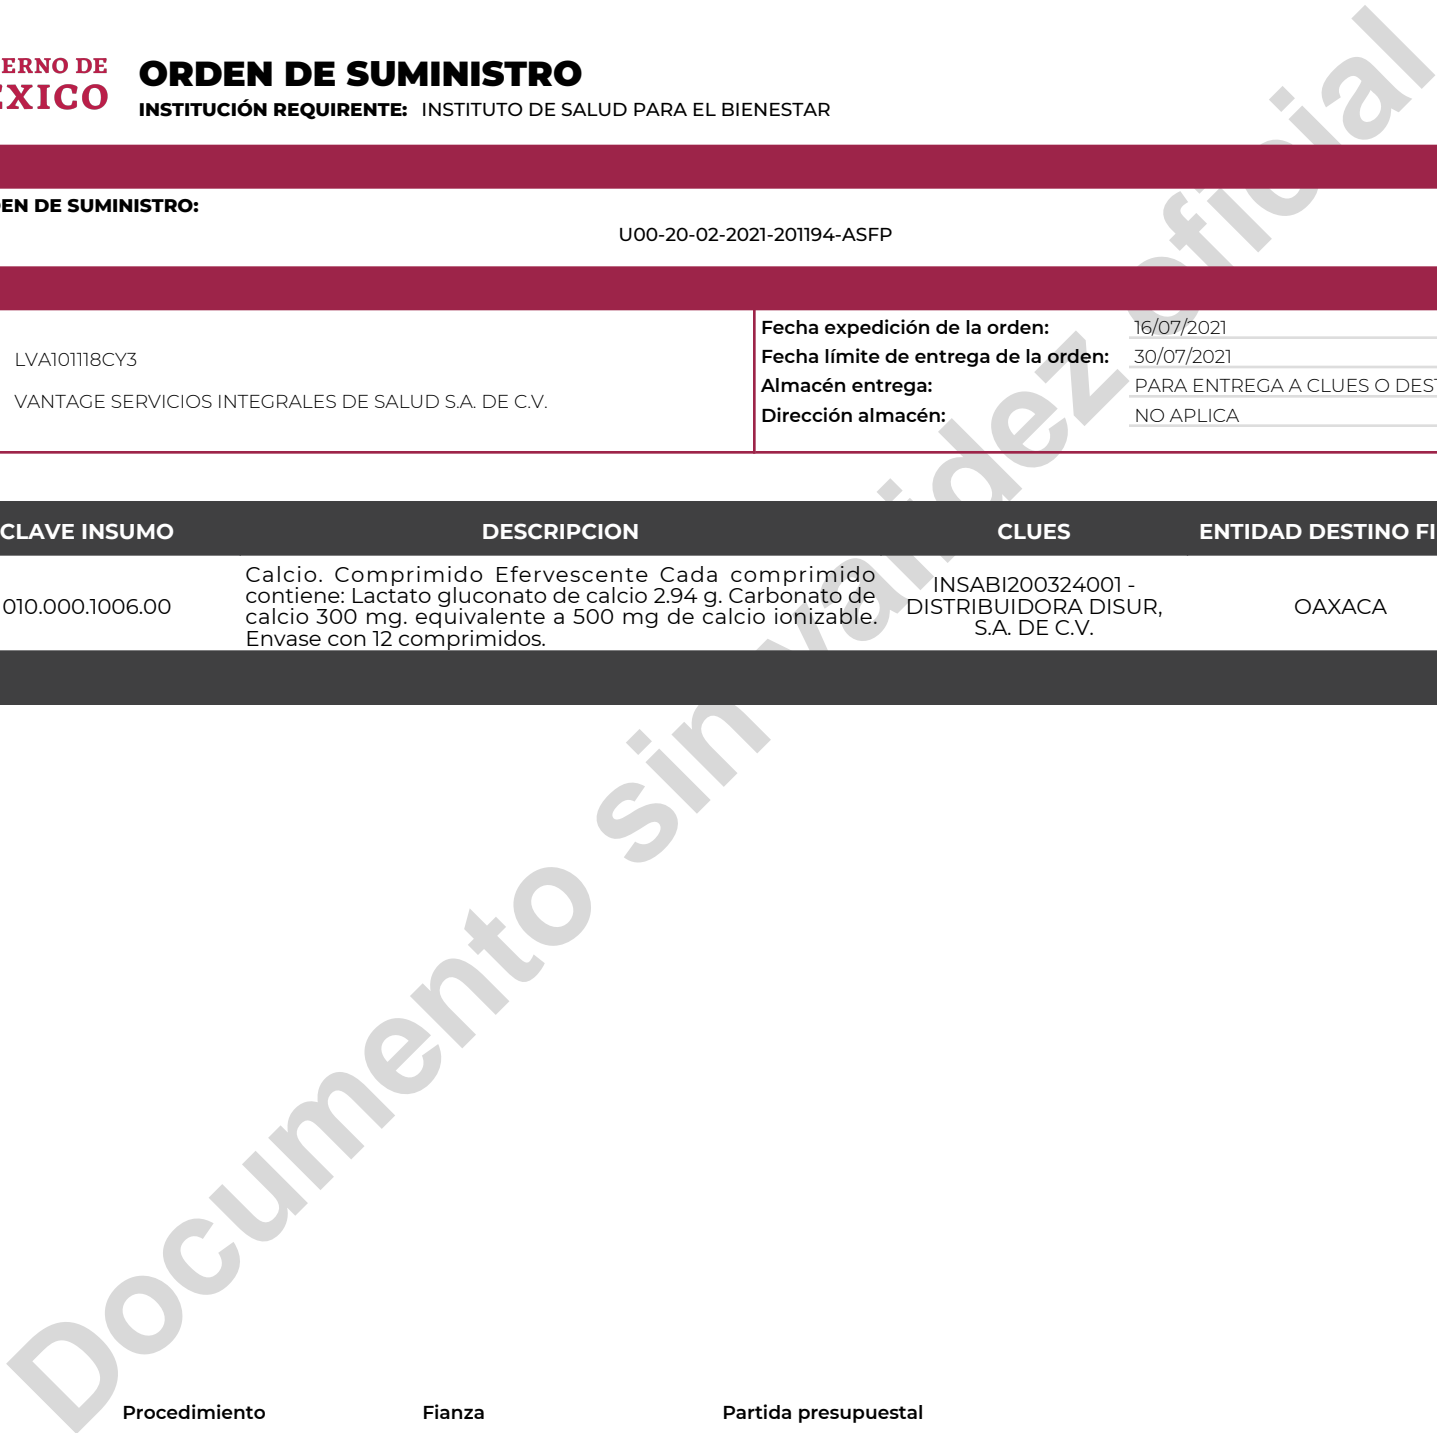 ERNO DE
EXICO
ORDEN DE SUMINISTRO
INSTITUCIÓN REQUIRENTE: INSTITUTO DE SALUD PARA EL BIENESTAR
EN DE SUMINISTRO:
U00-20-02-2021-201194-ASFP
LVA101118CY3
VANTAGE SERVICIOS INTEGRALES DE SALUD S.A. DE C.V.
Fecha expedición de la orden: 16/07/2021
Fecha límite de entrega de la orden: 30/07/2021
Almacén entrega: PARA ENTREGA A CLUES O DEST
Dirección almacén: NO APLICA
CLAVE INSUMO DESCRIPCION CLUES ENTIDAD DESTINO FI
010.000.1006.00
Calcio. Comprimido Efervescente Cada comprimido
contiene: Lactato gluconato de calcio 2.94 g. Carbonato de
calcio 300 mg. equivalente a 500 mg de calcio ionizable.
Envase con 12 comprimidos.
INSABI200324001 -
DISTRIBUIDORA DISUR,
S.A. DE C.V.
OAXACA
Documento sin validez oficial
Procedimiento Fianza Partida presupuestal